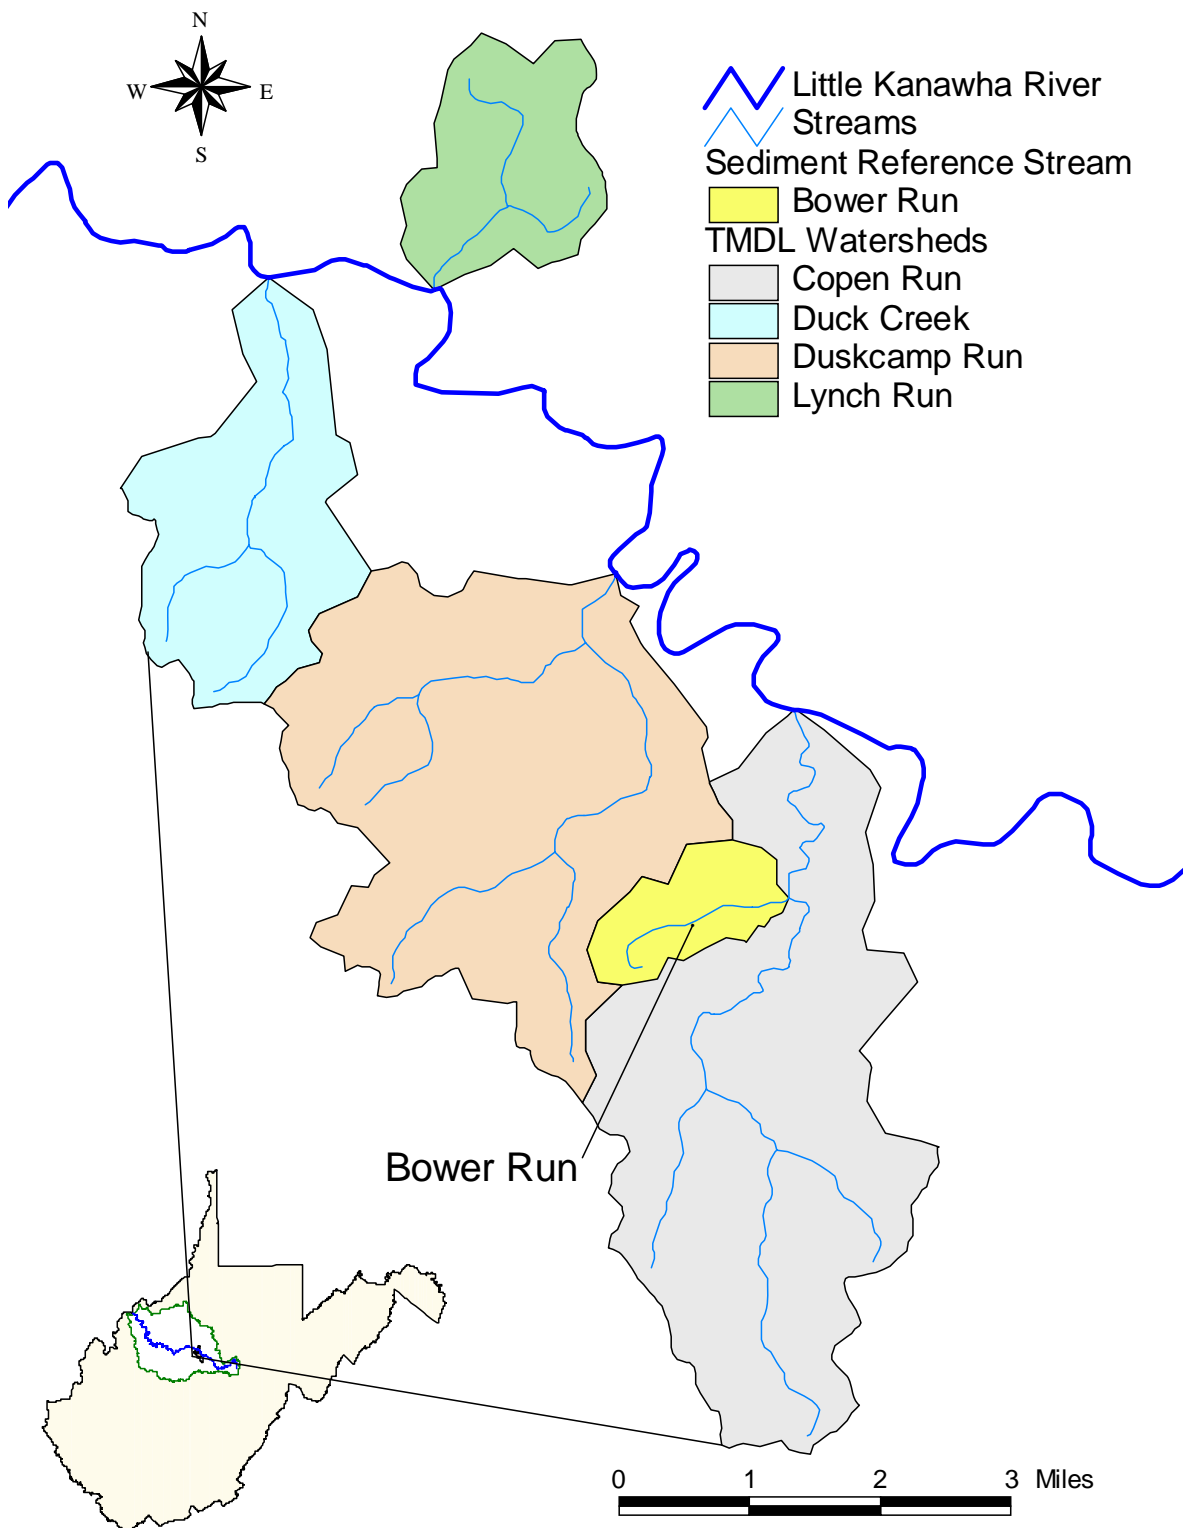 N
W E
S
Little Kanawha River
Streams
Sediment Reference Stream
Bower Run
TMDL Watersheds
Copen Run
Duck Creek
Duskcamp Run
Lynch Run
Bower Run
0 1 2 3 Miles